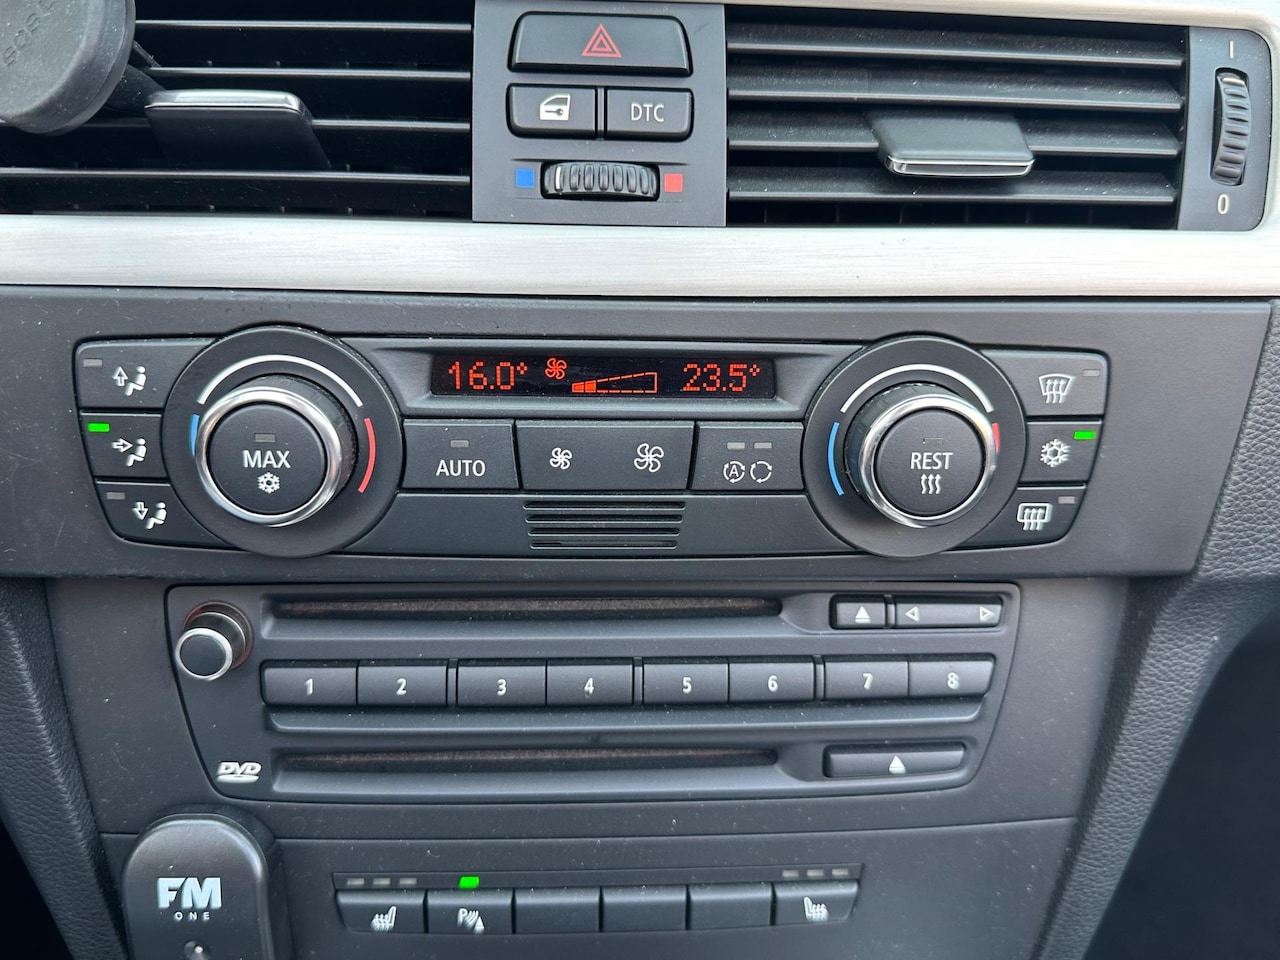 DTC
I
0
16.0°
23.5°
MAX
AUTO
A
REST
1 2 3 4 5 6 7 8
DVD
FM
ONE
P